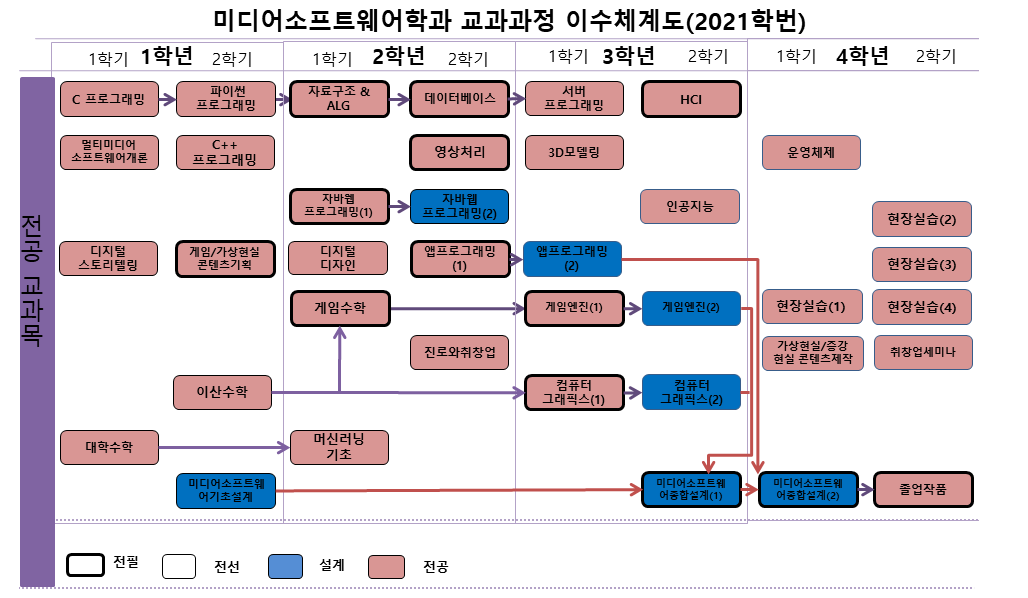 미디어소프트웨어학과 교과과정 이수체계도(2021학번)
1학기 1학년 2학기 1학기 2학년 2학기 1학기 3학년 2학기 1학기 4학년 2학기
전공 교과목
C 프로그래밍
파이썬
프로그래밍
자료구조 &
ALG
데이터베이스
서버
프로그래밍
HCI
멀티미디어
소프트웨어개론
C++
프로그래밍
영상처리
3D모델링
운영체제
자바웹
프로그래밍(1)
자바웹
프로그래밍(2)
인공지능
현장실습(2)
디지털
스토리텔링
게임/가상현실
콘텐츠기획
디지털
디자인
앱프로그래밍
(1)
앱프로그래밍
(2)
현장실습(3)
게임수학
게임엔진(1)
게임엔진(2)
현장실습(1)
현장실습(4)
진로와취창업
가상현실/증강
현실 콘텐츠제작
취창업세미나
이산수학
컴퓨터
그래픽스(1)
컴퓨터
그래픽스(2)
대학수학
머신러닝
기초
미디어소프트웨
어기초설계
미디어소프트웨
어종합설계(1)
미디어소프트웨
어종합설계(2)
졸업작품
전필
전선
설계
전공